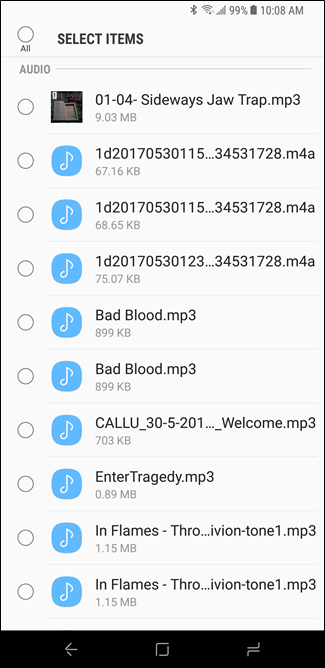 99% 10:08 AM
All
SELECT ITEMS
AUDIO
01-04- Sideways Jaw Trap.mp3
9.03 MB
1d20170530115...34531728.m4a
67.16 KB
1d20170530115...34531728.m4a
68.65 KB
1d20170530123...34531728.m4a
75.07 KB
Bad Blood.mp3
899 KB
Bad Blood.mp3
899 KB
CALLU_30-5-201..._Welcome.mp3
703 KB
EnterTragedy.mp3
0.89 MB
In Flames - Thro...ivion-tone1.mp3
1.15 MB
In Flames - Thro...ivion-tone1.mp3
1.15 MB